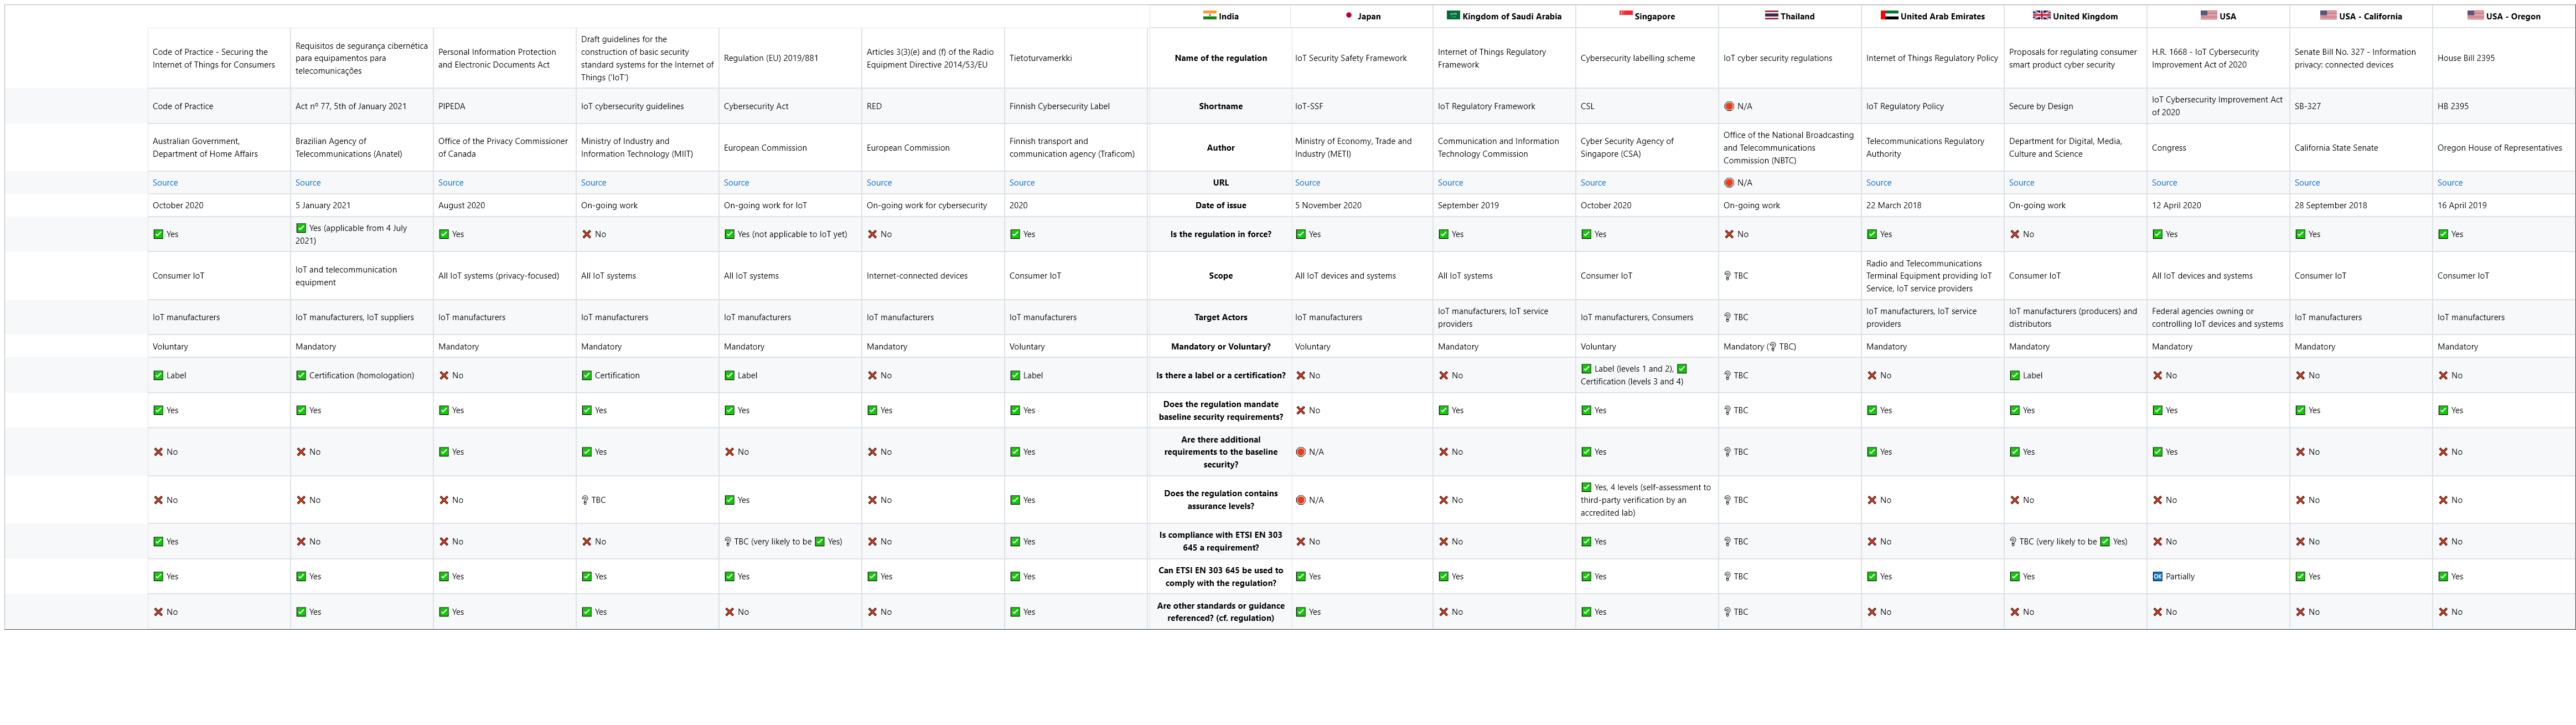 India Japan Kingdom of Saudi Arabia Singapore Thailand United Arab Emirates United Kingdom USA USA - California USA - Oregon
Code of Practice - Securing the
Internet of Things for Consumers
Requisitos de segurança cibernética
para equipamentos para
telecomunicações
Personal Information Protection
and Electronic Documents Act
Draft guidelines for the
construction of basic security
standard systems for the Internet of
Things ('IoT')
Regulation (EU) 2019/881
Articles 3(3)(e) and (f) of the Radio
Equipment Directive 2014/53/EU
Tietoturvamerkki
Name of the regulation
IoT Security Safety Framework
Internet of Things Regulatory
Framework
Cybersecurity labelling scheme
IoT cyber security regulations
Internet of Things Regulatory Policy
Proposals for regulating consumer
smart product cyber security
H.R. 1668 - IoT Cybersecurity
Improvement Act of 2020
Senate Bill No. 327 - Information
privacy: connected devices
House Bill 2395
Code of Practice
Act nº 77, 5th of January 2021
PIPEDA
IoT cybersecurity guidelines
Cybersecurity Act
RED
Finnish Cybersecurity Label
Shortname
IoT-SSF
IoT Regulatory Framework
CSL
N/A
IoT Regulatory Policy
Secure by Design
IoT Cybersecurity Improvement Act
of 2020
SB-327
HB 2395
Australian Government,
Department of Home Affairs
Brazilian Agency of
Telecommunications (Anatel)
Office of the Privacy Commissioner
of Canada
Ministry of Industry and
Information Technology (MIIT)
European Commission
European Commission
Finnish transport and
communication agency (Traficom)
Author
Ministry of Economy, Trade and
Industry (METI)
Communication and Information
Technology Commission
Cyber Security Agency of
Singapore (CSA)
Office of the National Broadcasting
and Telecommunications
Commission (NBTC)
Telecommunications Regulatory
Authority
Department for Digital, Media,
Culture and Science
Congress
California State Senate
Oregon House of Representatives
Source Source Source Source Source Source Source URL Source Source Source N/A Source Source Source Source Source
October 2020 5 January 2021 August 2020 On-going work On-going work for IoT On-going work for cybersecurity 2020 Date of issue 5 November 2020 September 2019 October 2020 On-going work 22 March 2018 On-going work 12 April 2020 28 September 2018 16 April 2019
Yes
Yes (applicable from 4 July
2021)
Yes
No
Yes (not applicable to IoT yet)
No
Yes
Is the regulation in force?
Yes
Yes
Yes
No
Yes
No
Yes
Yes
Yes
Consumer IoT
IoT and telecommunication
equipment
All IoT systems (privacy-focused)
All IoT systems
All IoT systems
Internet-connected devices
Consumer IoT
Scope
All IoT devices and systems
All IoT systems
Consumer IoT
TBC
Radio and Telecommunications
Terminal Equipment providing IoT
Service, IoT service providers
Consumer IoT
All IoT devices and systems
Consumer IoT
Consumer IoT
IoT manufacturers
IoT manufacturers, IoT suppliers
IoT manufacturers
IoT manufacturers
IoT manufacturers
IoT manufacturers
IoT manufacturers
Target Actors
IoT manufacturers
IoT manufacturers, IoT service
providers
IoT manufacturers, Consumers
TBC
IoT manufacturers, IoT service
providers
IoT manufacturers (producers) and
distributors
Federal agencies owning or
controlling IoT devices and systems
IoT manufacturers
IoT manufacturers
Voluntary Mandatory Mandatory Mandatory Mandatory Mandatory Voluntary Mandatory or Voluntary? Voluntary Mandatory Voluntary Mandatory (TBC) Mandatory Mandatory Mandatory Mandatory Mandatory
Label
Certification (homologation)
No
Certification
Label
No
Label
Is there a label or a certification?
No
No
Label (levels 1 and 2),
Certification (levels 3 and 4)
TBC
No
Label
No
No
No
Yes
Yes
Yes
Yes
Yes
Yes
Yes
Does the regulation mandate
baseline security requirements?
No
Yes
Yes
TBC
Yes
Yes
Yes
Yes
Yes
No
No
Yes
Yes
No
No
Yes
Are there additional
requirements to the baseline
security?
N/A
No
Yes
TBC
Yes
Yes
Yes
No
No
No
No
No
TBC
Yes
No
Yes
Does the regulation contains
assurance levels?
N/A
No
Yes, 4 levels (self-assessment to
third-party verification by an
accredited lab)
TBC
No
No
No
No
No
Yes
No
No
No
TBC (very likely to be Yes)
No
Yes
Is compliance with ETSI EN 303
645 a requirement?
No
No
Yes
TBC
No
TBC (very likely to be Yes)
No
No
No
Yes
Yes
Yes
Yes
Yes
Yes
Yes
Can ETSI EN 303 645 be used to
comply with the regulation?
Yes
Yes
Yes
TBC
Yes
Yes
OK Partially
Yes
Yes
No
Yes
Yes
Yes
No
No
Yes
Are other standards or guidance
referenced? (cf. regulation)
Yes
No
Yes
TBC
No
No
No
No
No